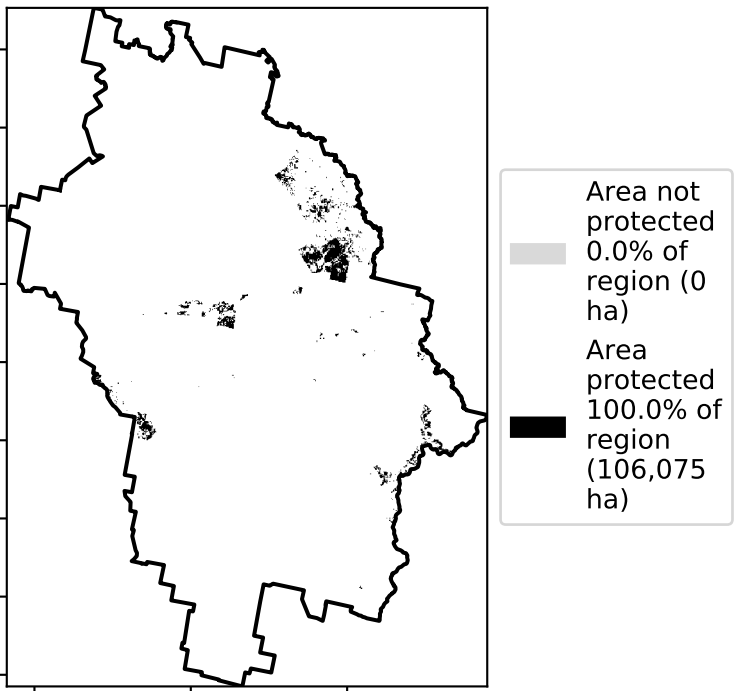 Area not
protected
0.0% of
region (0
ha)
Area
protected
100.0% of
region
(106,075
ha)